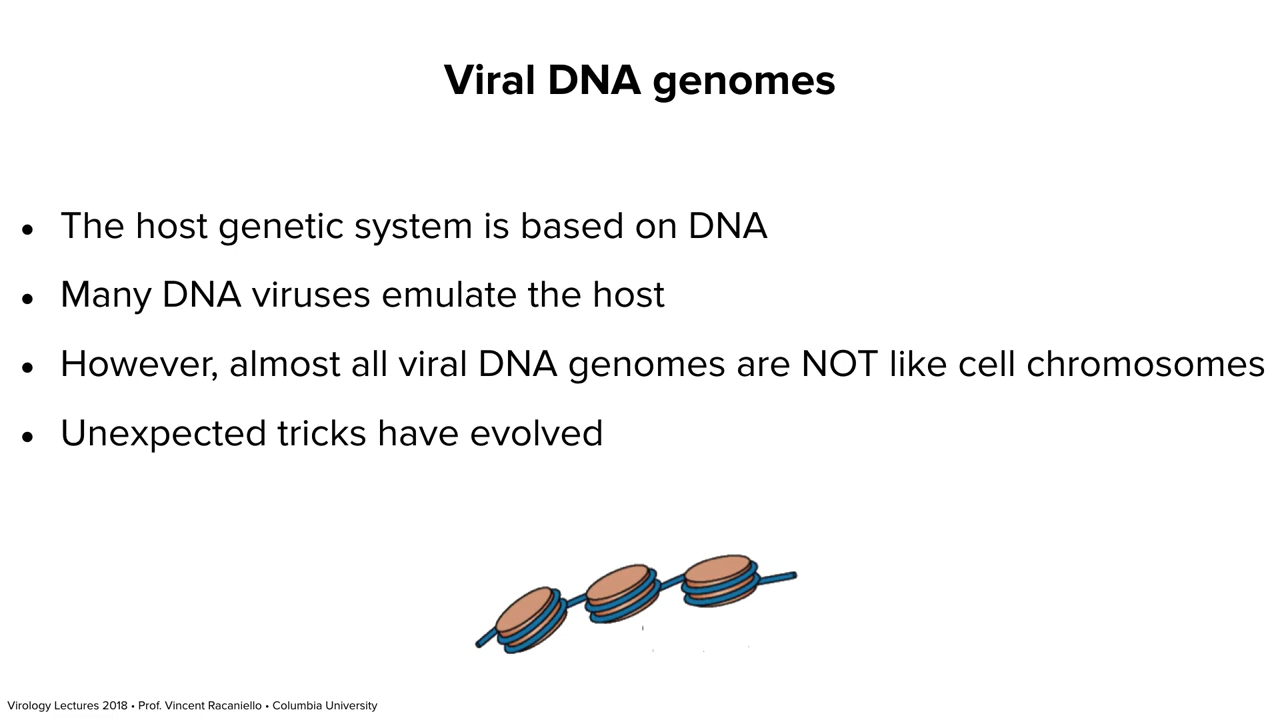 Viral DNA genomes
• The host genetic system is based on DNA
• Many DNA viruses emulate the host
• However, almost all viral DNA genomes are NOT like cell chromosomes
• Unexpected tricks have evolved
Virology Lectures 2018 • Prof. Vincent Racaniello • Columbia University